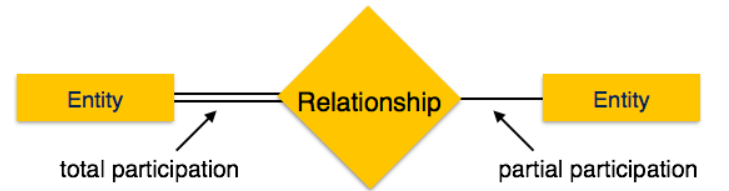 Entity
Relationship
Entity
total participation
partial participation